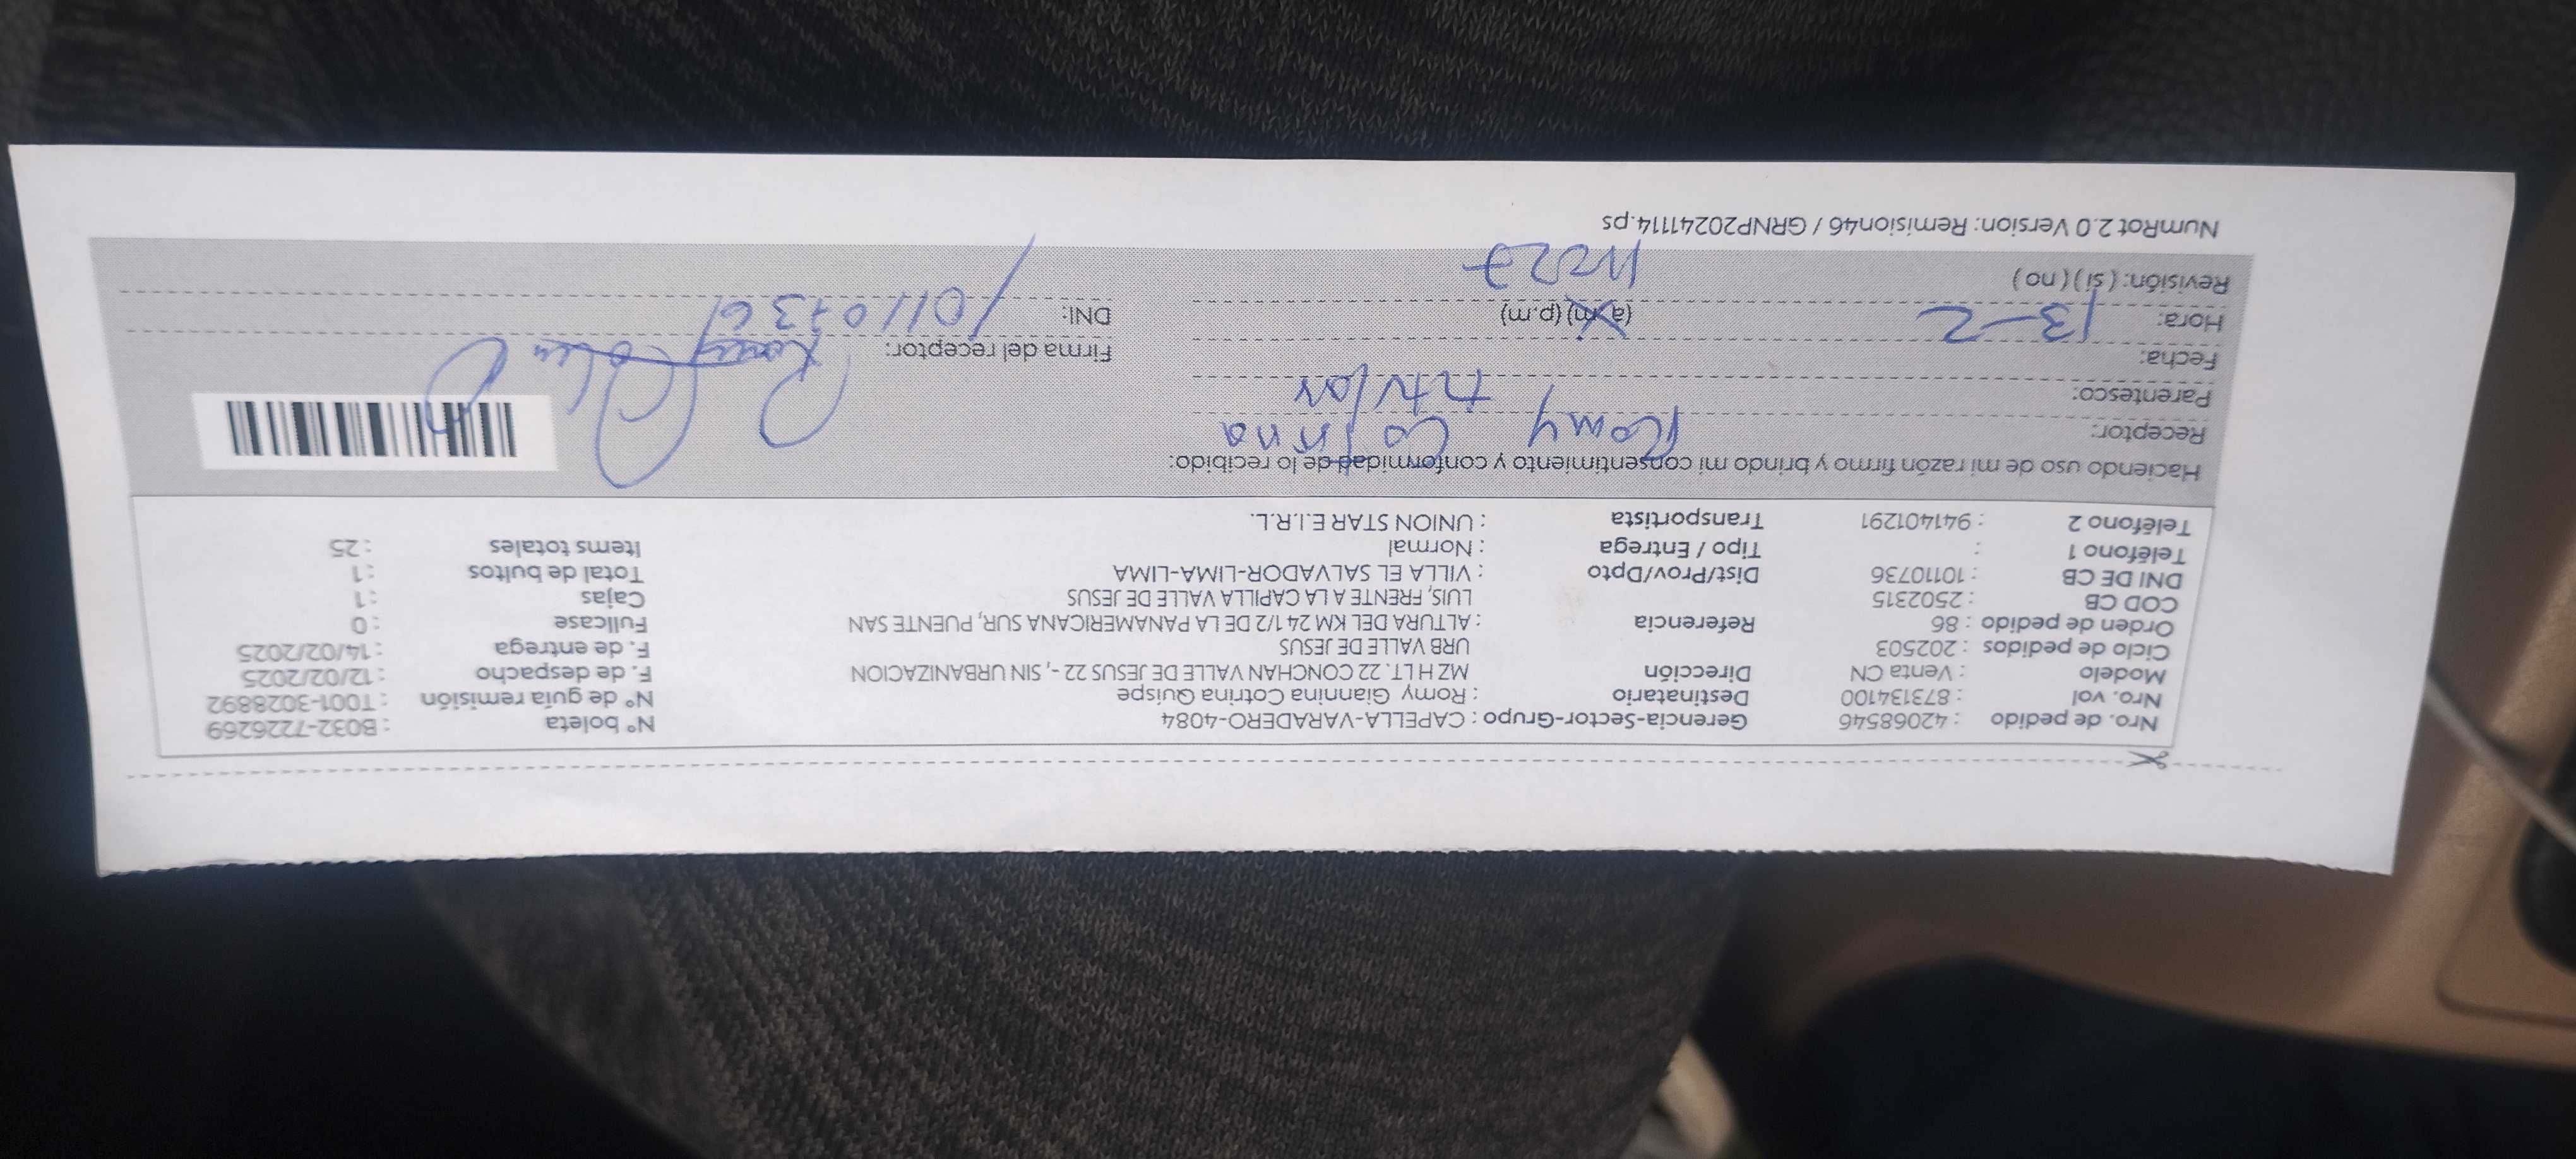 Nro. de pedido : 42068546 Gerencia-Sector-Grupo : CAPELLA-VARADERO-4084 N° boleta : B032-7226269
Nro. vol : 873134100 Destinatario : Romy Giannina Cotrina Quispe N° de guía remisión : T001-3028892
Modelo : Venta CN Dirección MZ H LT. 22 CONCHAN VALLE DE JESUS 22 -, SIN URBANIZACION F. de despacho : 12/02/2025
Ciclo de pedidos : 202503 URB VALLE DE JESUS F. de entrega : 14/02/2025
Orden de pedido : 86 Referencia : ALTURA DEL KM 24 1/2 DE LA PANAMERICANA SUR, PUENTE SAN Fullcase : 0
COD CB : 2502315 LUIS, FRENTE A LA CAPILLA VALLE DE JESUS Cajas : 1
DNI DE CB : 10110736 Dist/Prov/Dpto : VILLA EL SALVADOR-LIMA-LIMA Total de bultos : 1
Teléfono 1 : Tipo / Entrega : Normal Items totales : 25
Teléfono 2 : 941401291 Transportista : UNION STAR E.I.R.L.
Haciendo uso de mi razón firmo y brindo mi consentimiento y conformidad de lo recibido:
Receptor: Romy Cotrina
Parentesco: titular
Fecha: 13-2 Firma del receptor:
Hora: 11:27 (a.m) (p.m) DNI: 10110736
Revisión: ( si ) ( no )
NumRot 2.0 Version: Remision46 / GRNP20241114.ps